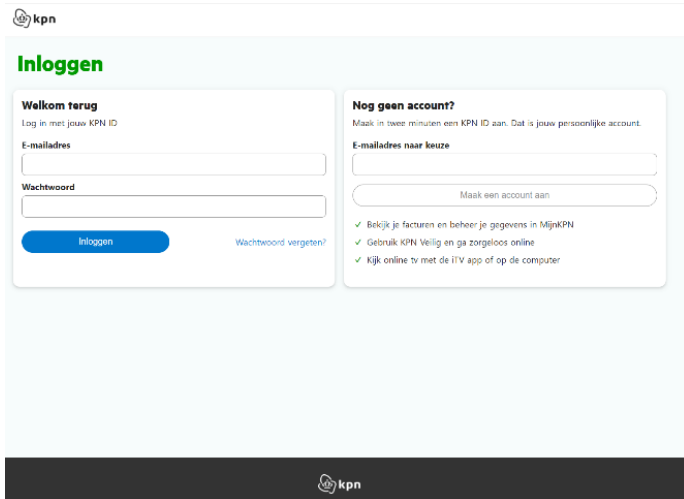 kpn
Inloggen
Welkom terug
Log in met jouw KPN ID
E-mailadres
Wachtwoord
Inloggen
Wachtwoord vergeten?
Nog geen account?
Maak in twee minuten een KPN ID aan. Dat is jouw persoonlijke account.
E-mailadres naar keuze
Maak een account aan
✓ Bekijk je facturen en beheer je gegevens in MijnKPN
✓ Gebruik KPN Veilig en ga zorgeloos online
✓ Kijk online tv met de iTV app of op de computer
kpn